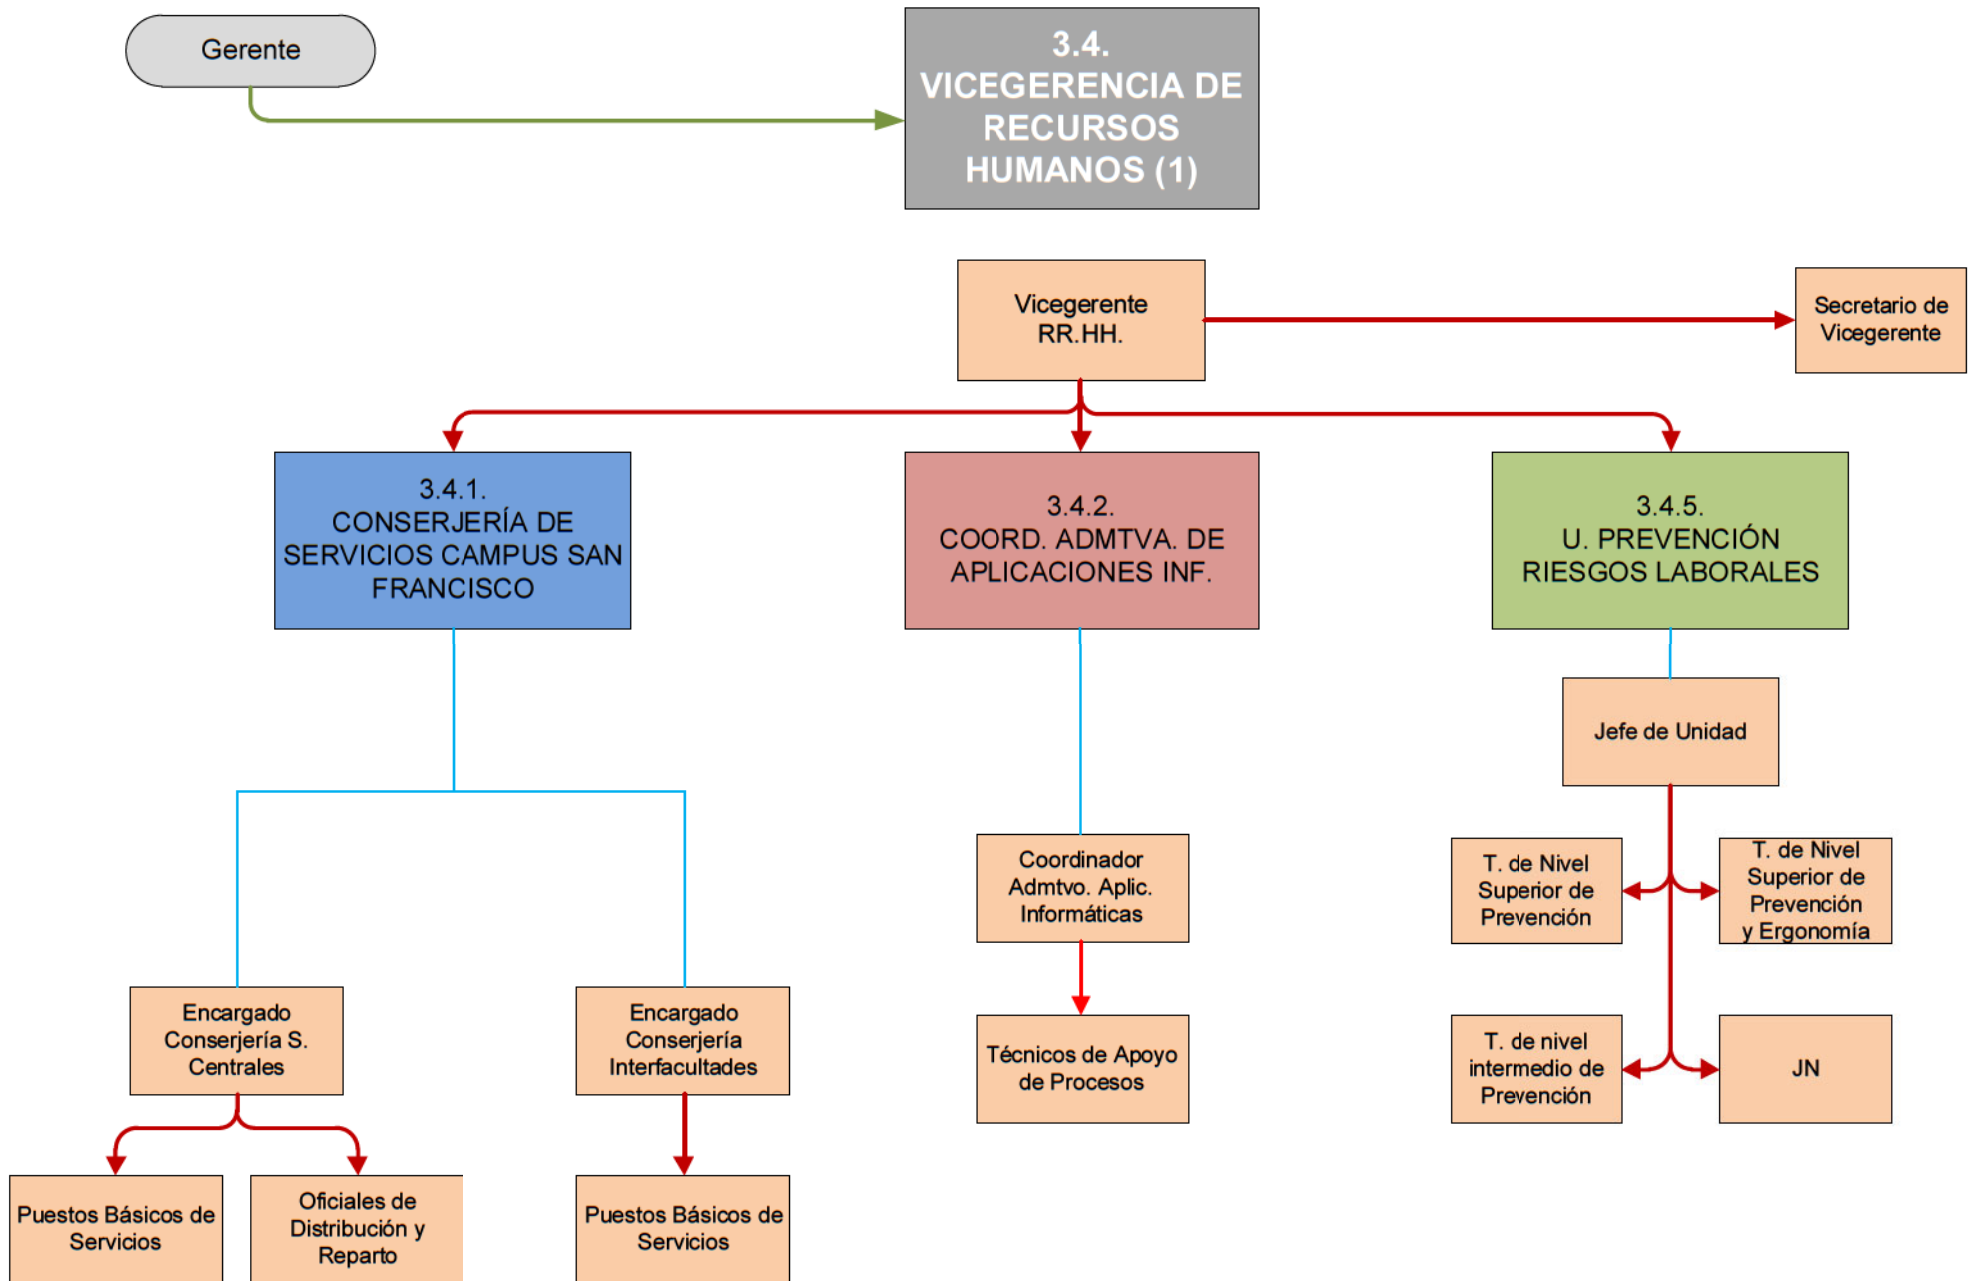 Gerente
3.4.
VICEGERENCIA DE
RECURSOS
HUMANOS (1)
Vicegerente
RR.HH.
Secretario de
Vicegerente
3.4.1.
CONSERJERÍA DE
SERVICIOS CAMPUS SAN
FRANCISCO
3.4.2.
COORD. ADMTVA. DE
APLICACIONES INF.
3.4.5.
U. PREVENCIÓN
RIESGOS LABORALES
Jefe de Unidad
Coordinador
Admtvo. Aplic.
Informáticas
T. de Nivel
Superior de
Prevención
T. de Nivel
Superior de
Prevención
y Ergonomía
Encargado
Conserjería S.
Centrales
Encargado
Conserjería
Interfacultades
Técnicos de Apoyo
de Procesos
T. de nivel
intermedio de
Prevención
JN
Puestos Básicos de
Servicios
Oficiales de
Distribución y
Reparto
Puestos Básicos de
Servicios